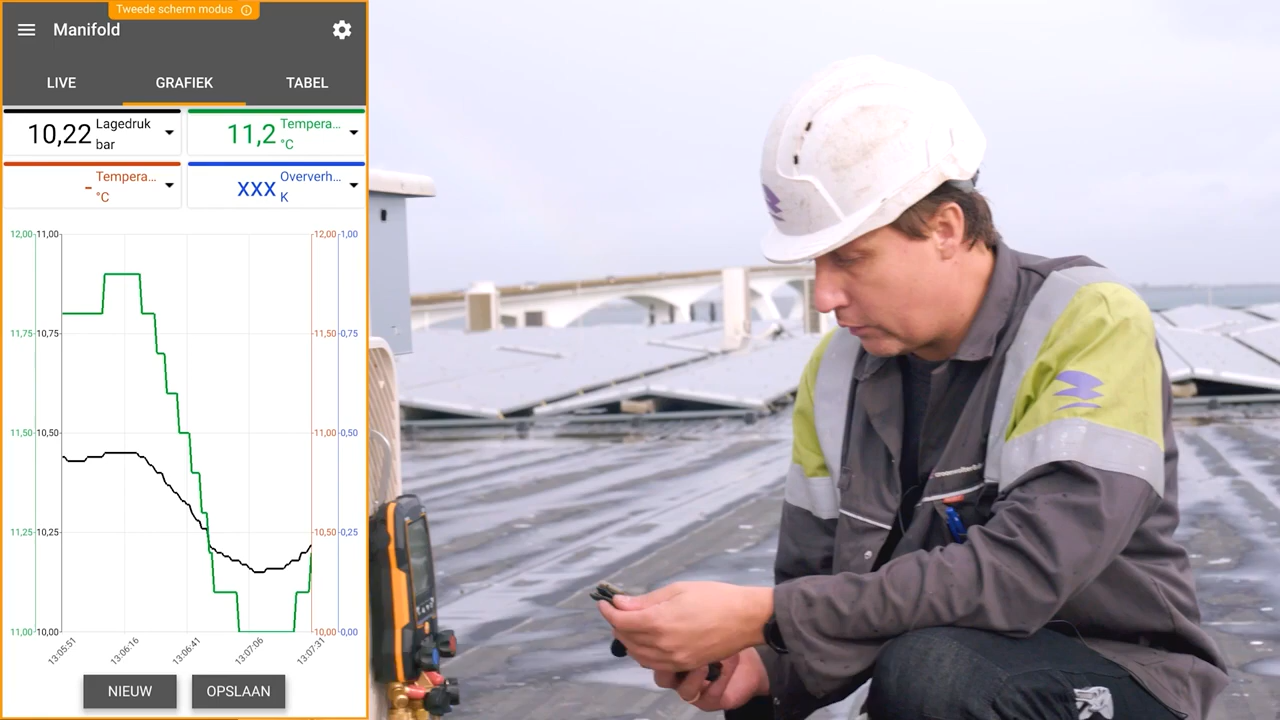 Tweede scherm modus
Manifold
LIVE GRAFIEK TABEL
10,22 Lagedruk bar
11,2 Tempera... °C
- Tempera... °C
XXX Oververh... K
12,00 11,00 12,00 1,00
11,75 10,75 11,50 0,75
11,50 10,50 11,00 0,50
11,25 10,25 10,50 0,25
11,00 10,00 10,00 0,00
13:05:51 13:06:16 13:06:41 13:07:06 13:07:31
NIEUW OPSLAAN